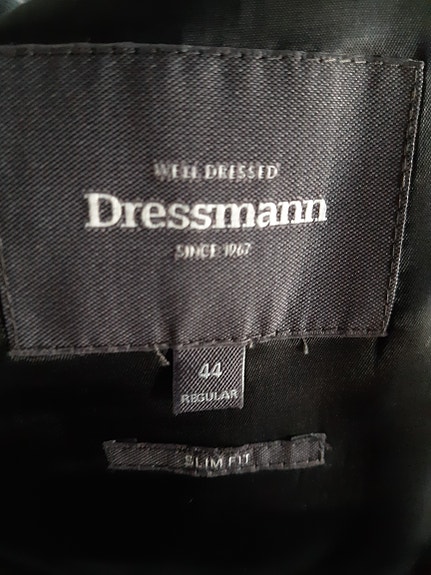 WELL DRESSED
Dressmann
SINCE 1967
44
REGULAR
SLIM FIT